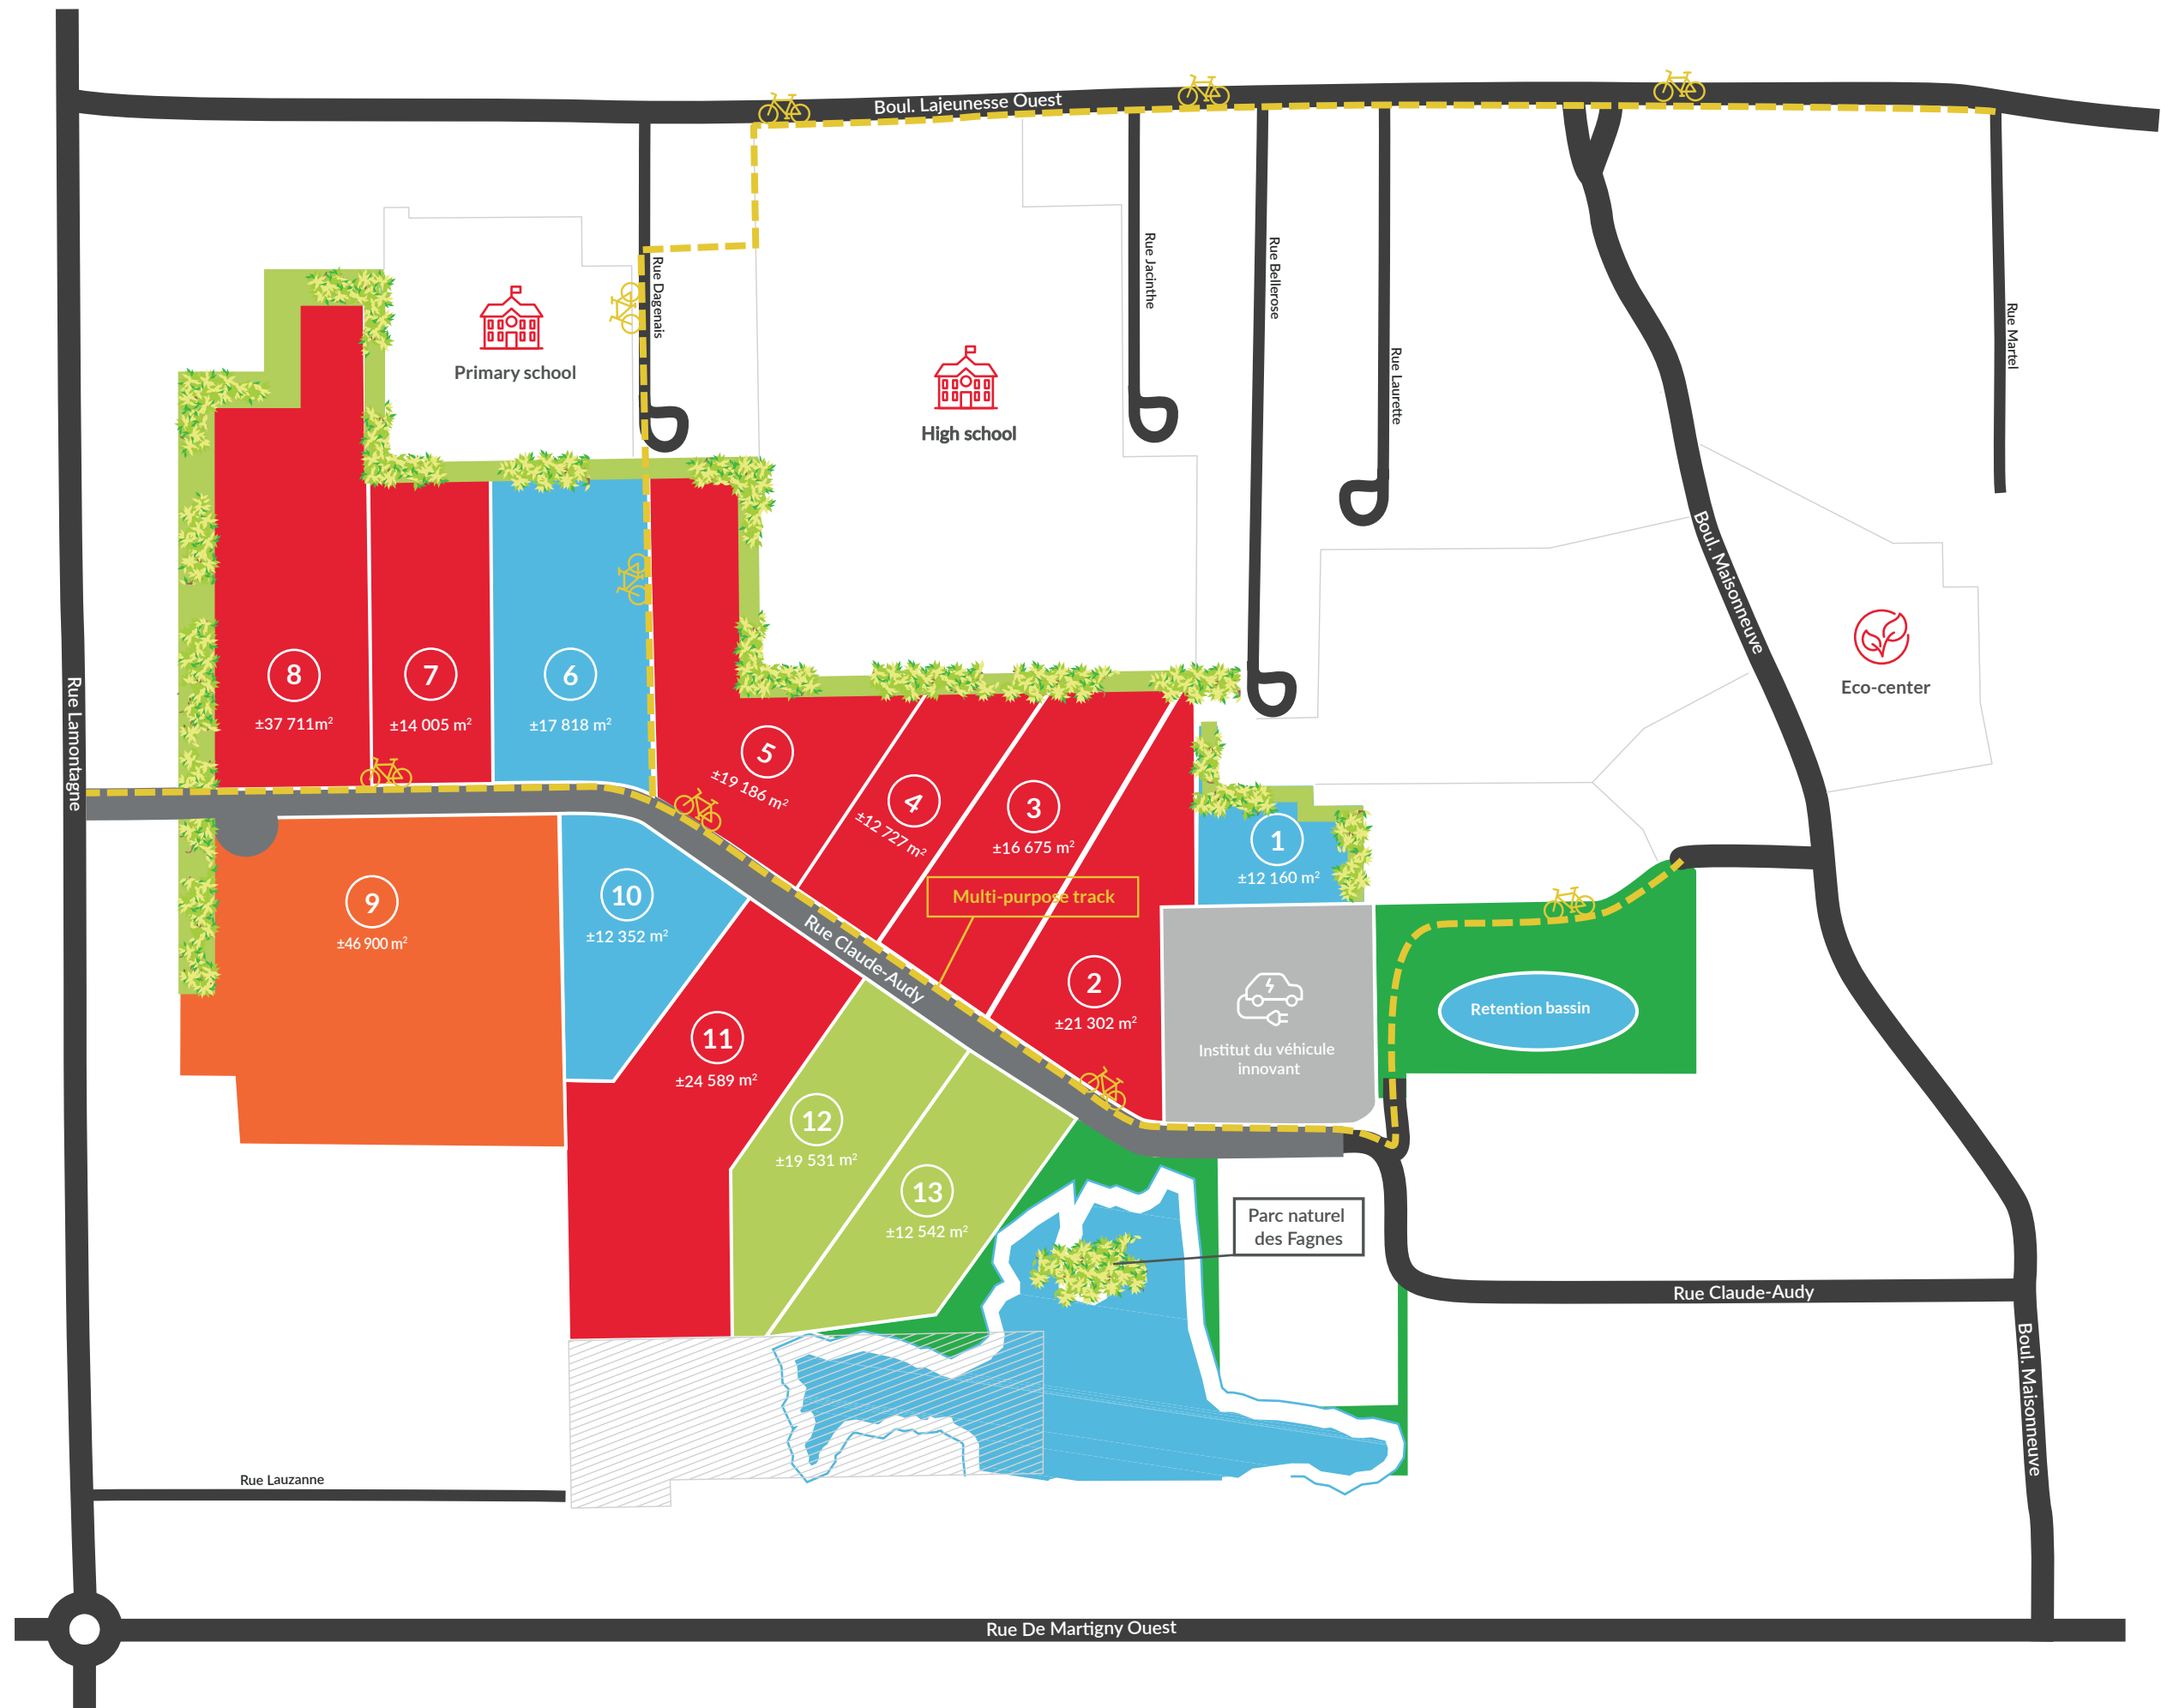 Boul. Lajeunesse Ouest
Rue Dagenais
Rue Jacinthe
Rue Bellerose
Rue Laurette
Rue Martel
Primary school
High school
Boul. Maisonneuve
Eco-center
Rue Lamontagne
8
±37 711m²
7
±14 005 m²
6
±17 818 m²
5
±19 186 m²
4
±12 727 m²
3
±16 675 m²
1
±12 160 m²
Multi-purpose track
9
±46 900 m²
10
±12 352 m²
Rue Claude-Audy
2
±21 302 m²
Retention bassin
Institut du véhicule
innovant
11
±24 589 m²
12
±19 531 m²
13
±12 542 m²
Parc naturel
des Fagnes
Rue Claude-Audy
Boul. Maisonneuve
Rue Lauzanne
Rue De Martigny Ouest